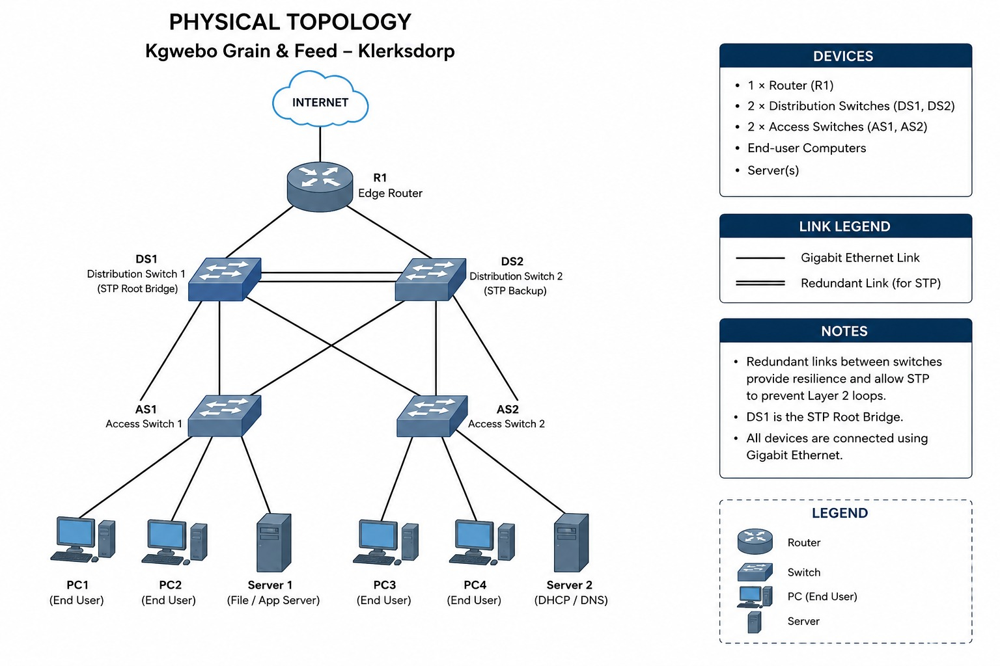 PHYSICAL TOPOLOGY
Kgwebo Grain & Feed – Klerksdorp
INTERNET
R1
Edge Router
DS1
Distribution Switch 1
(STP Root Bridge)
DS2
Distribution Switch 2
(STP Backup)
AS1
Access Switch 1
AS2
Access Switch 2
PC1
(End User)
PC2
(End User)
Server 1
(File / App Server)
PC3
(End User)
PC4
(End User)
Server 2
(DHCP / DNS)
DEVICES
• 1 × Router (R1)
• 2 × Distribution Switches (DS1, DS2)
• 2 × Access Switches (AS1, AS2)
• End-user Computers
• Server(s)
LINK LEGEND
Gigabit Ethernet Link
Redundant Link (for STP)
NOTES
• Redundant links between switches
provide resilience and allow STP
to prevent Layer 2 loops.
• DS1 is the STP Root Bridge.
• All devices are connected using
Gigabit Ethernet.
LEGEND
Router
Switch
PC (End User)
Server